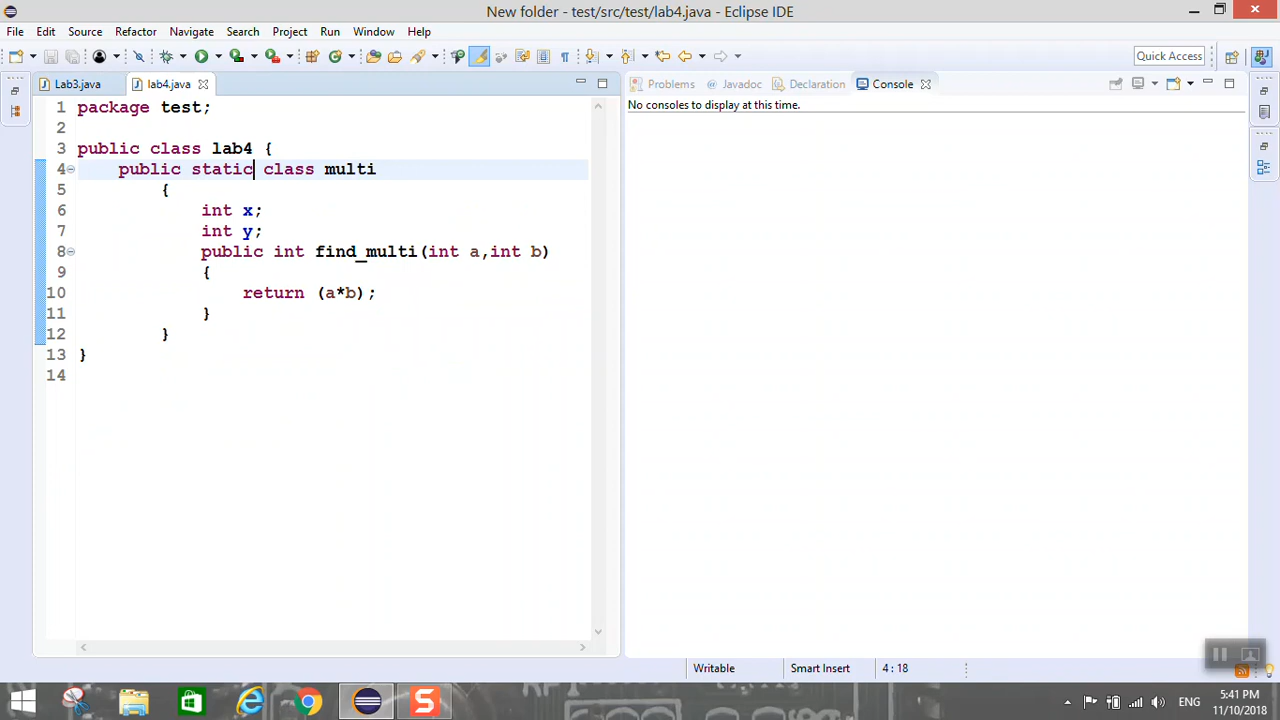 New folder - test/src/test/lab4.java - Eclipse IDE
File Edit Source Refactor Navigate Search Project Run Window Help
Quick Access
Lab3.java lab4.java
Problems Javadoc Declaration Console
No consoles to display at this time.
1 package test;
2
3 public class lab4 {
4 public static class multi
5 {
6 int x;
7 int y;
8 public int find_multi(int a,int b)
9 {
10 return (a*b);
11 }
12 }
13 }
14
Writable Smart Insert 4 : 18
ENG
5:41 PM
11/10/2018